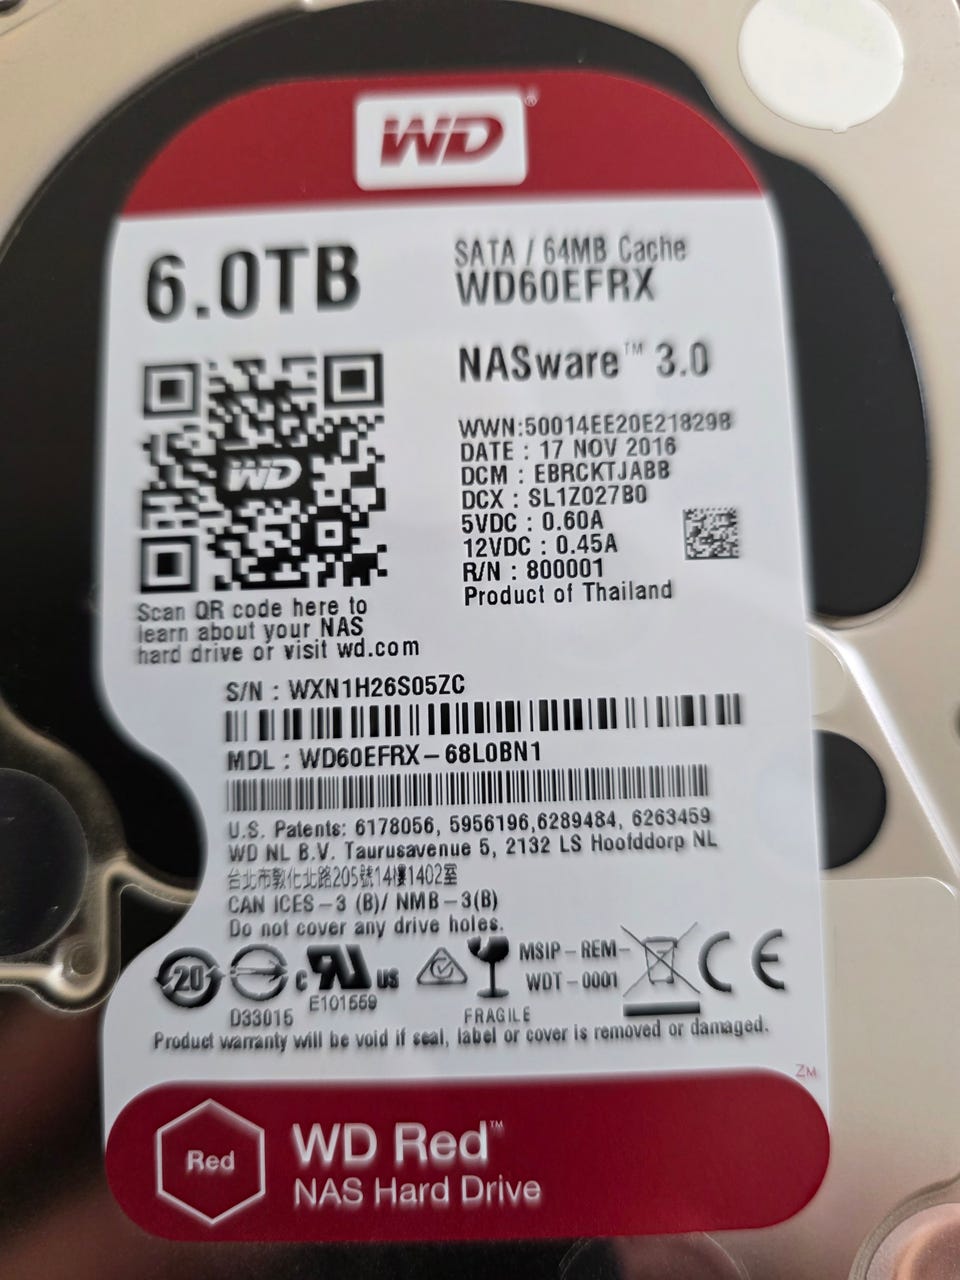 WD®
6.0TB
SATA / 64MB Cache
WD60EFRX
NASware™ 3.0
WWN:50014EE20E21829B
DATE : 17 NOV 2016
DCM : EBRCKTJABB
DCX : SL1Z027B0
5VDC : 0.60A
12VDC : 0.45A
R/N : 800001
Product of Thailand
WD
Scan QR code here to
learn about your NAS
hard drive or visit wd.com
S/N : WXN1H26S05ZC
MDL : WD60EFRX-68L0BN1
U.S. Patents: 6178056, 5956196,6289484, 6263459
WD NL B.V. Taurusavenue 5, 2132 LS Hoofddorp NL
台北市敦化北路205號14樓1402室
CAN ICES-3 (B)/ NMB-3(B)
Do not cover any drive holes.
20
D33015
c RU US
E101559
FRAGILE
MSIP-REM-
WDT-0001
CE
Product warranty will be void if seal, label or cover is removed or damaged.
ZM
Red
WD Red™
NAS Hard Drive